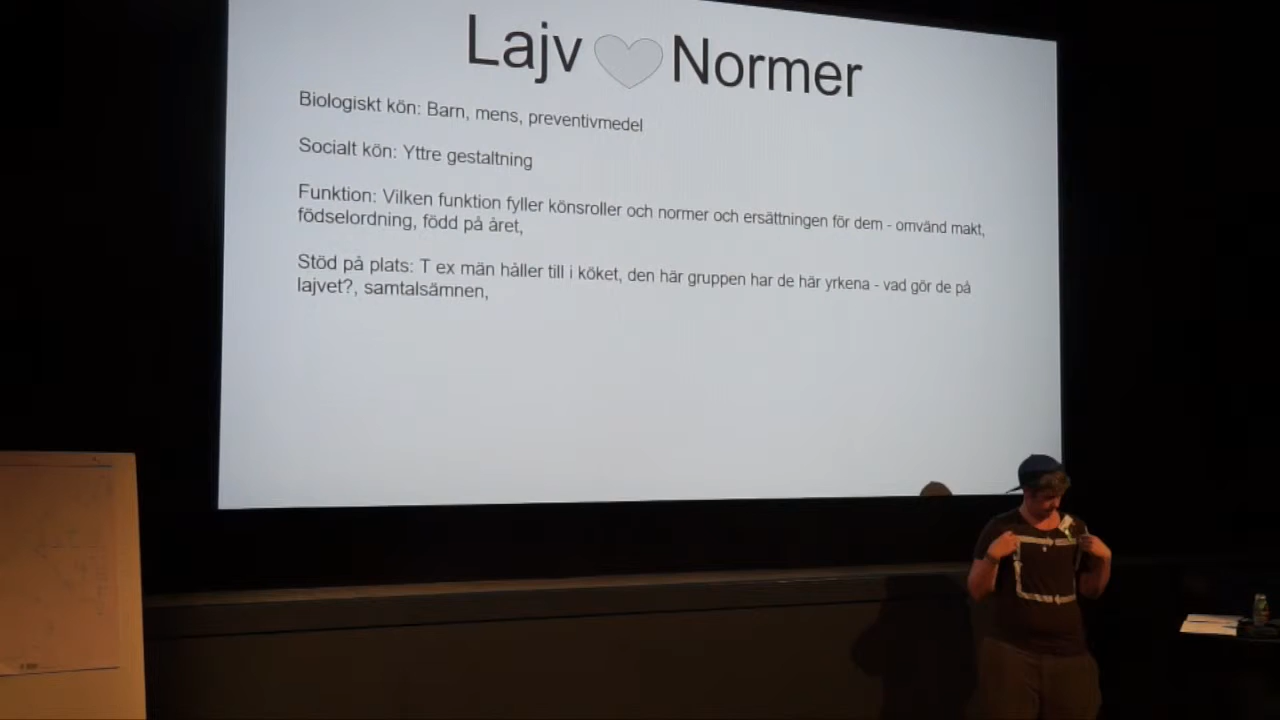 Lajv Normer
Biologiskt kön: Barn, mens, preventivmedel
Socialt kön: Yttre gestaltning
Funktion: Vilken funktion fyller könsroller och normer och ersättningen för dem - omvänd makt,
födselordning, född på året,
Stöd på plats: T ex män håller till i köket, den här gruppen har de här yrkena - vad gör de på
lajvet?, samtalsämnen,